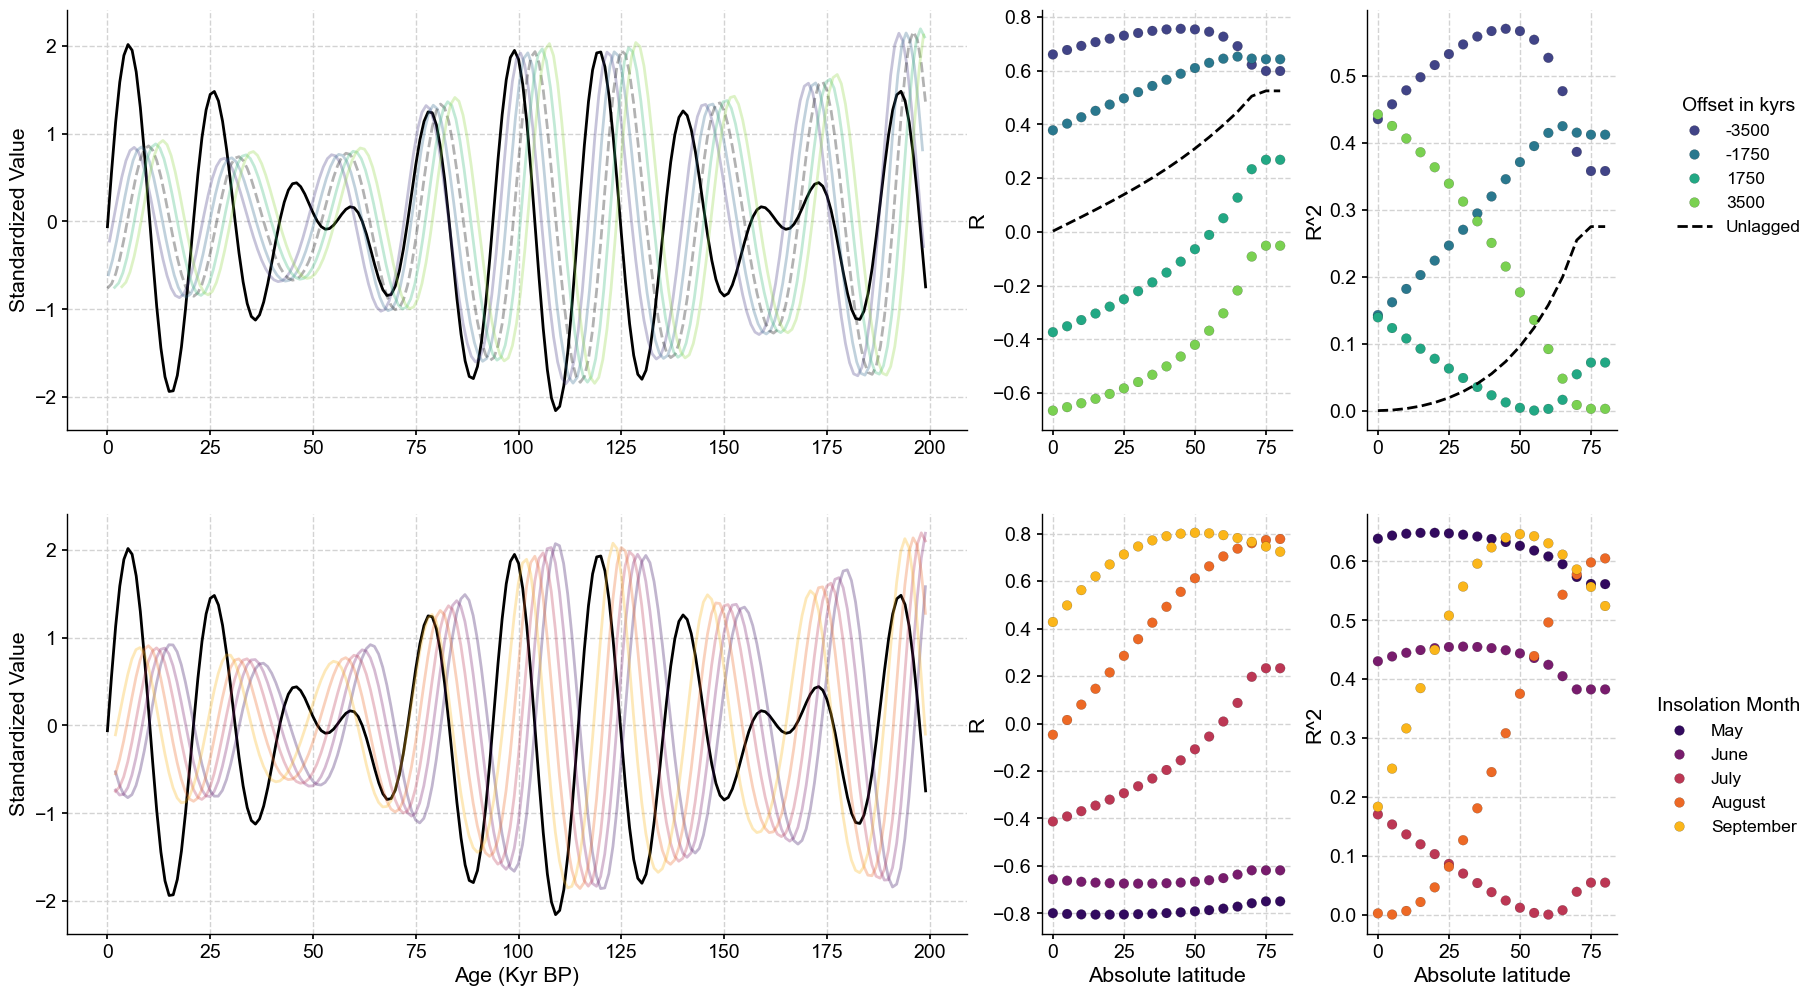 Standardized Value
2
1
0
−1
−2
0 25 50 75 100 125 150 175 200
R
0.8
0.6
0.4
0.2
0.0
−0.2
−0.4
−0.6
0 25 50 75
R^2
0.5
0.4
0.3
0.2
0.1
0.0
0 25 50 75
Offset in kyrs
-3500
-1750
1750
3500
Unlagged
Standardized Value
2
1
0
−1
−2
0 25 50 75 100 125 150 175 200
Age (Kyr BP)
R
0.8
0.6
0.4
0.2
0.0
−0.2
−0.4
−0.6
−0.8
0 25 50 75
Absolute latitude
R^2
0.6
0.5
0.4
0.3
0.2
0.1
0.0
0 25 50 75
Absolute latitude
Insolation Month
May
June
July
August
September